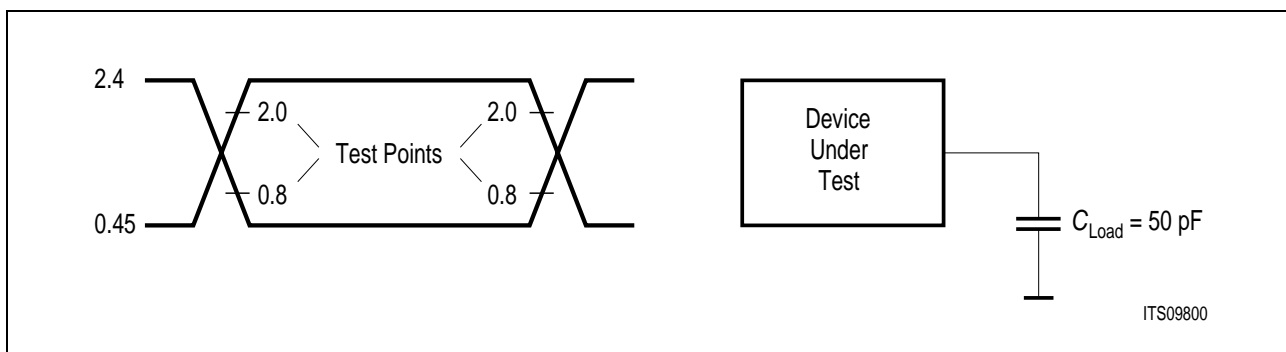 2.4
2.0
2.0
Test Points
0.8
0.8
0.45
Device
Under
Test
C Load = 50 pF
ITS09800